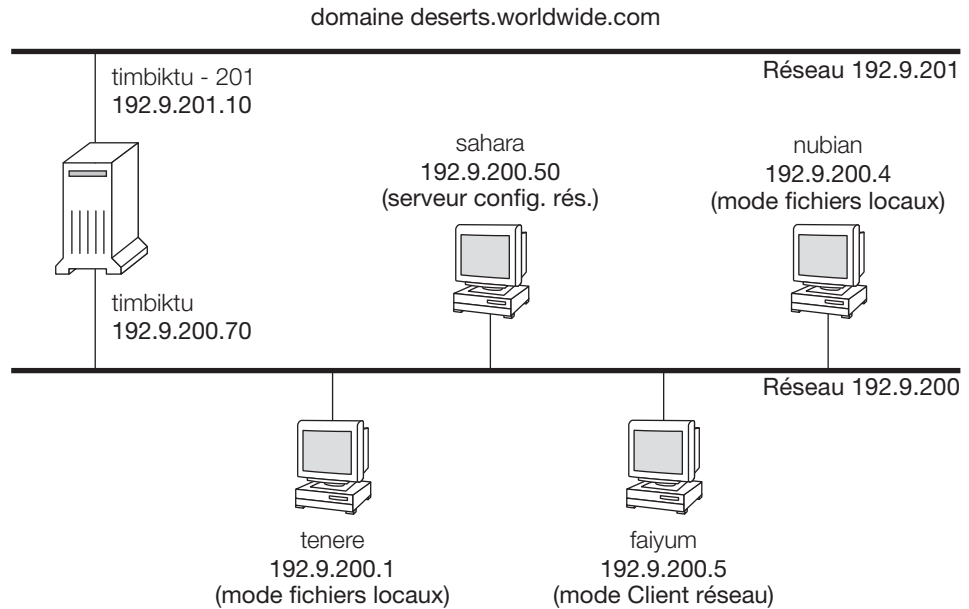 domaine deserts.worldwide.com
timbiktu - 201
192.9.201.10
Réseau 192.9.201
sahara
192.9.200.50
(serveur config. rés.)
nubian
192.9.200.4
(mode fichiers locaux)
timbiktu
192.9.200.70
Réseau 192.9.200
tenere
192.9.200.1
(mode fichiers locaux)
faiyum
192.9.200.5
(mode Client réseau)